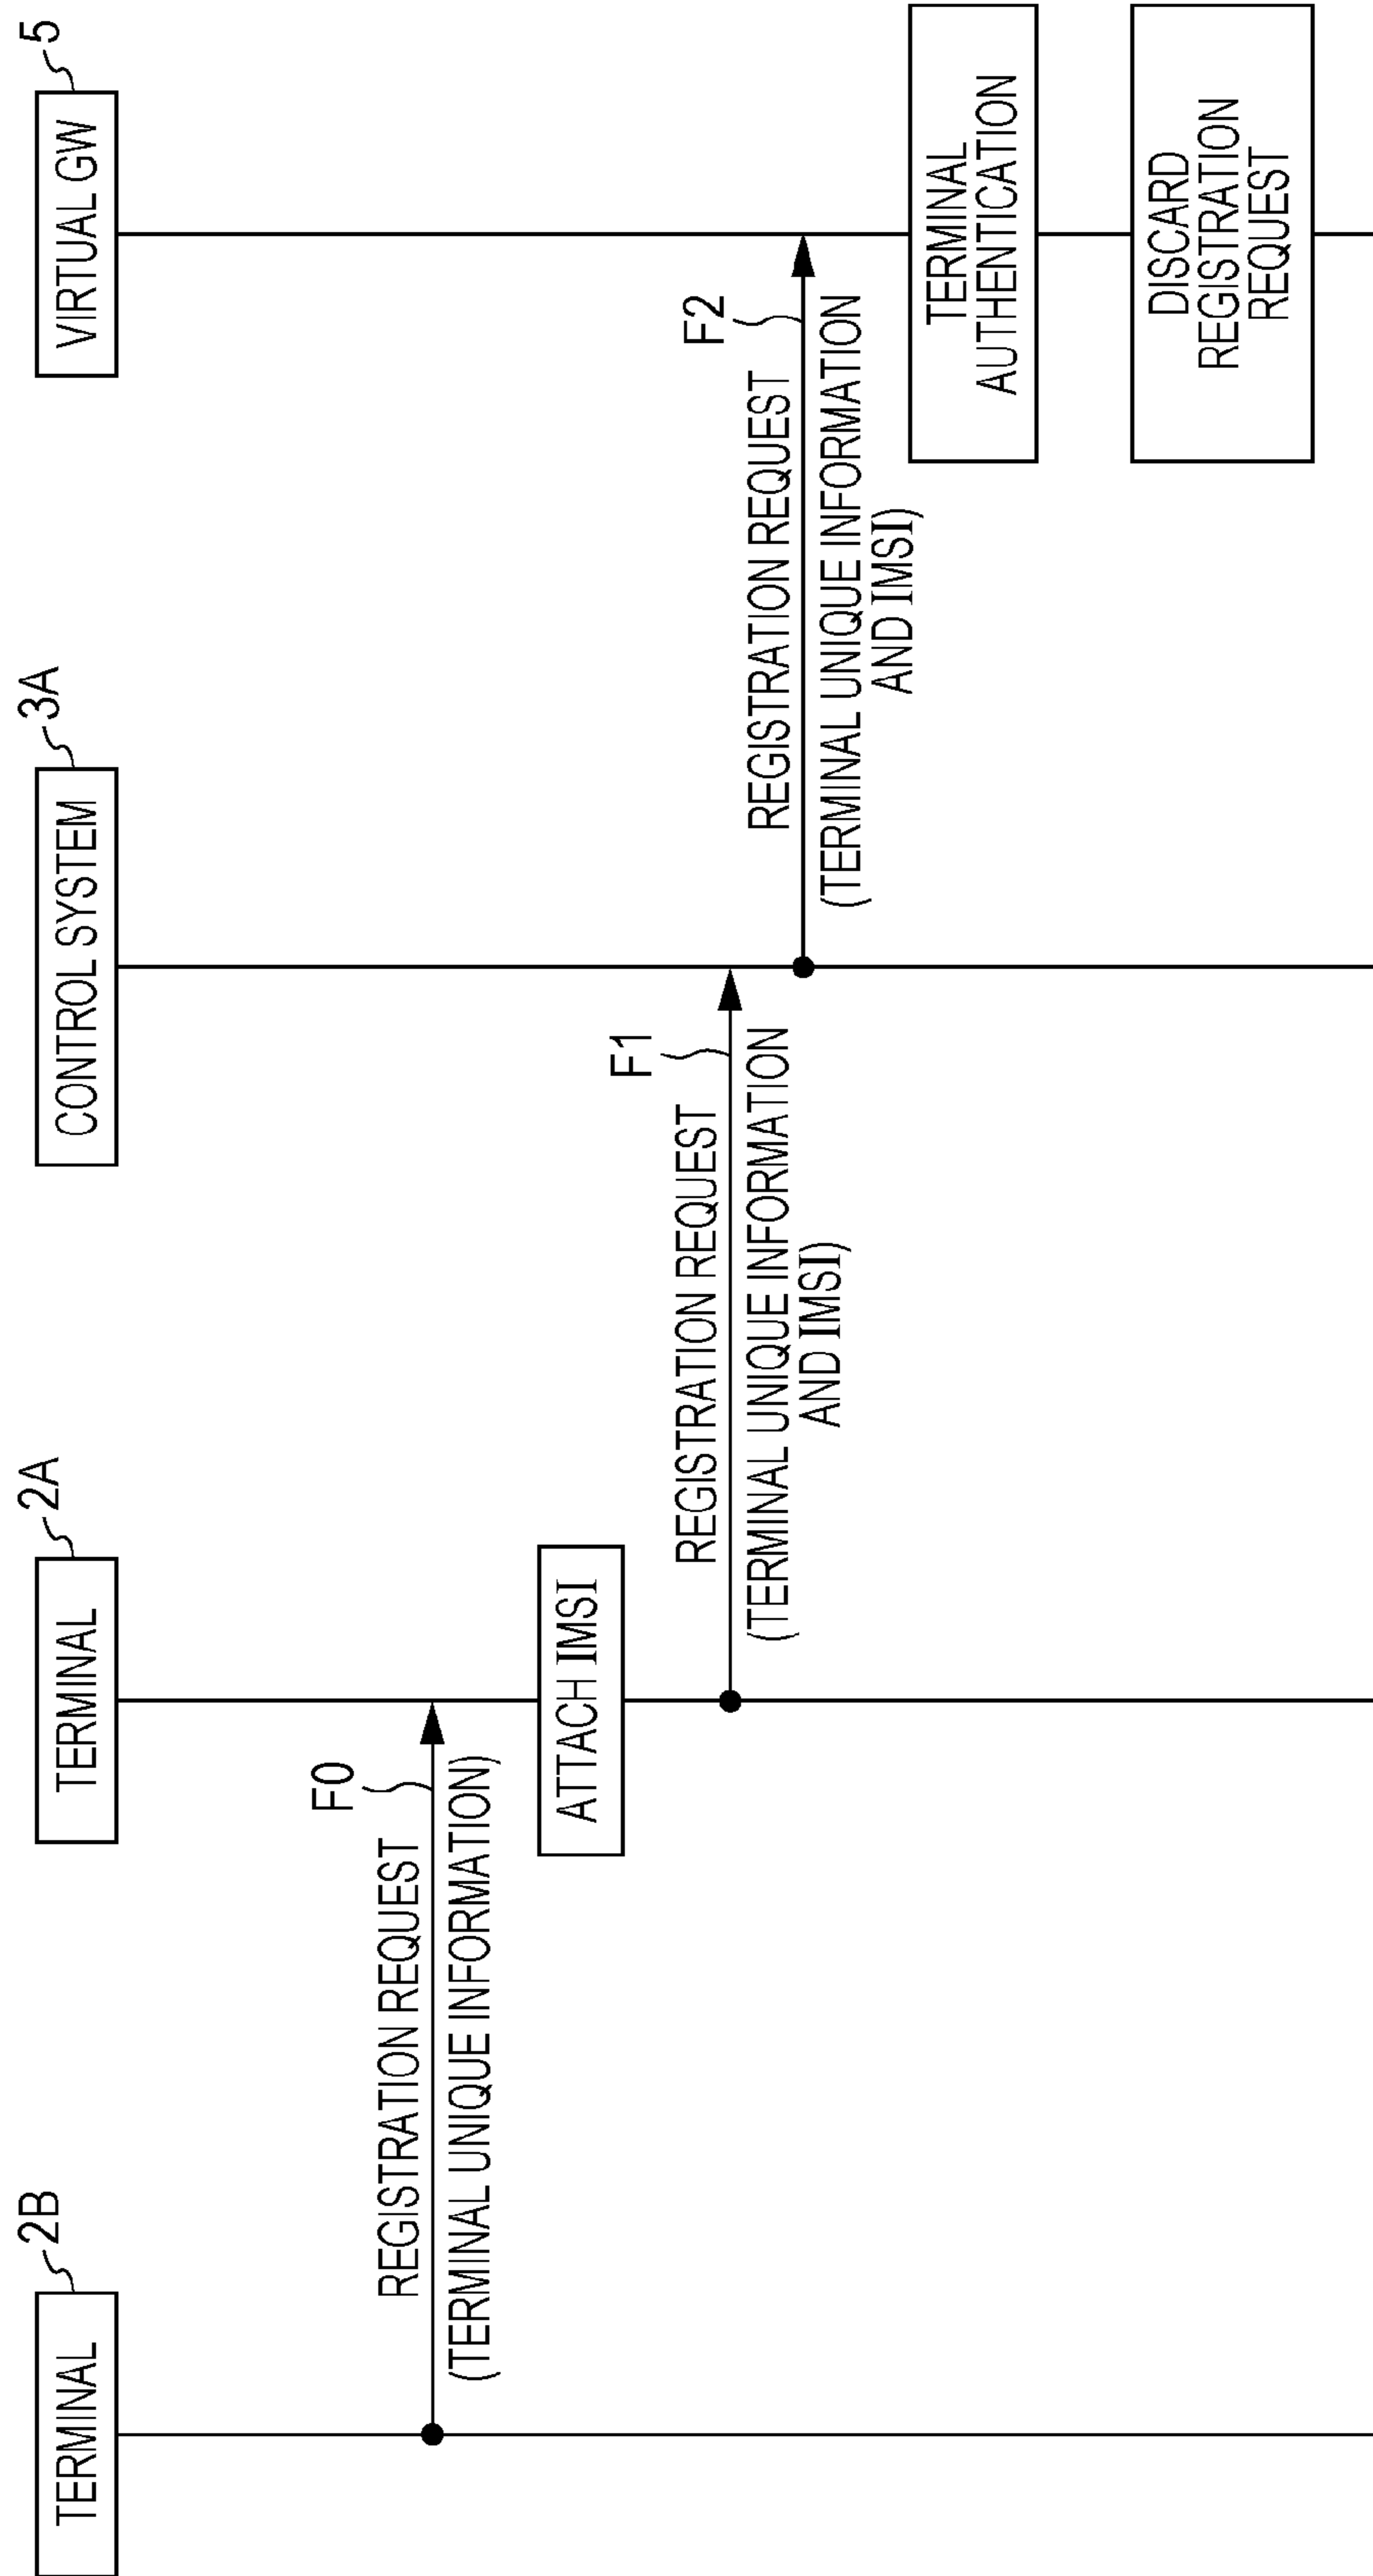 TERMINAL
2B
TERMINAL
2A
CONTROL SYSTEM
3A
VIRTUAL GW
5
REGISTRATION REQUEST
F0
(TERMINAL UNIQUE INFORMATION)
ATTACH IMSI
REGISTRATION REQUEST
F1
(TERMINAL UNIQUE INFORMATION
AND IMSI)
REGISTRATION REQUEST
F2
(TERMINAL UNIQUE INFORMATION
AND IMSI)
TERMINAL
AUTHENTICATION
DISCARD
REGISTRATION
REQUEST